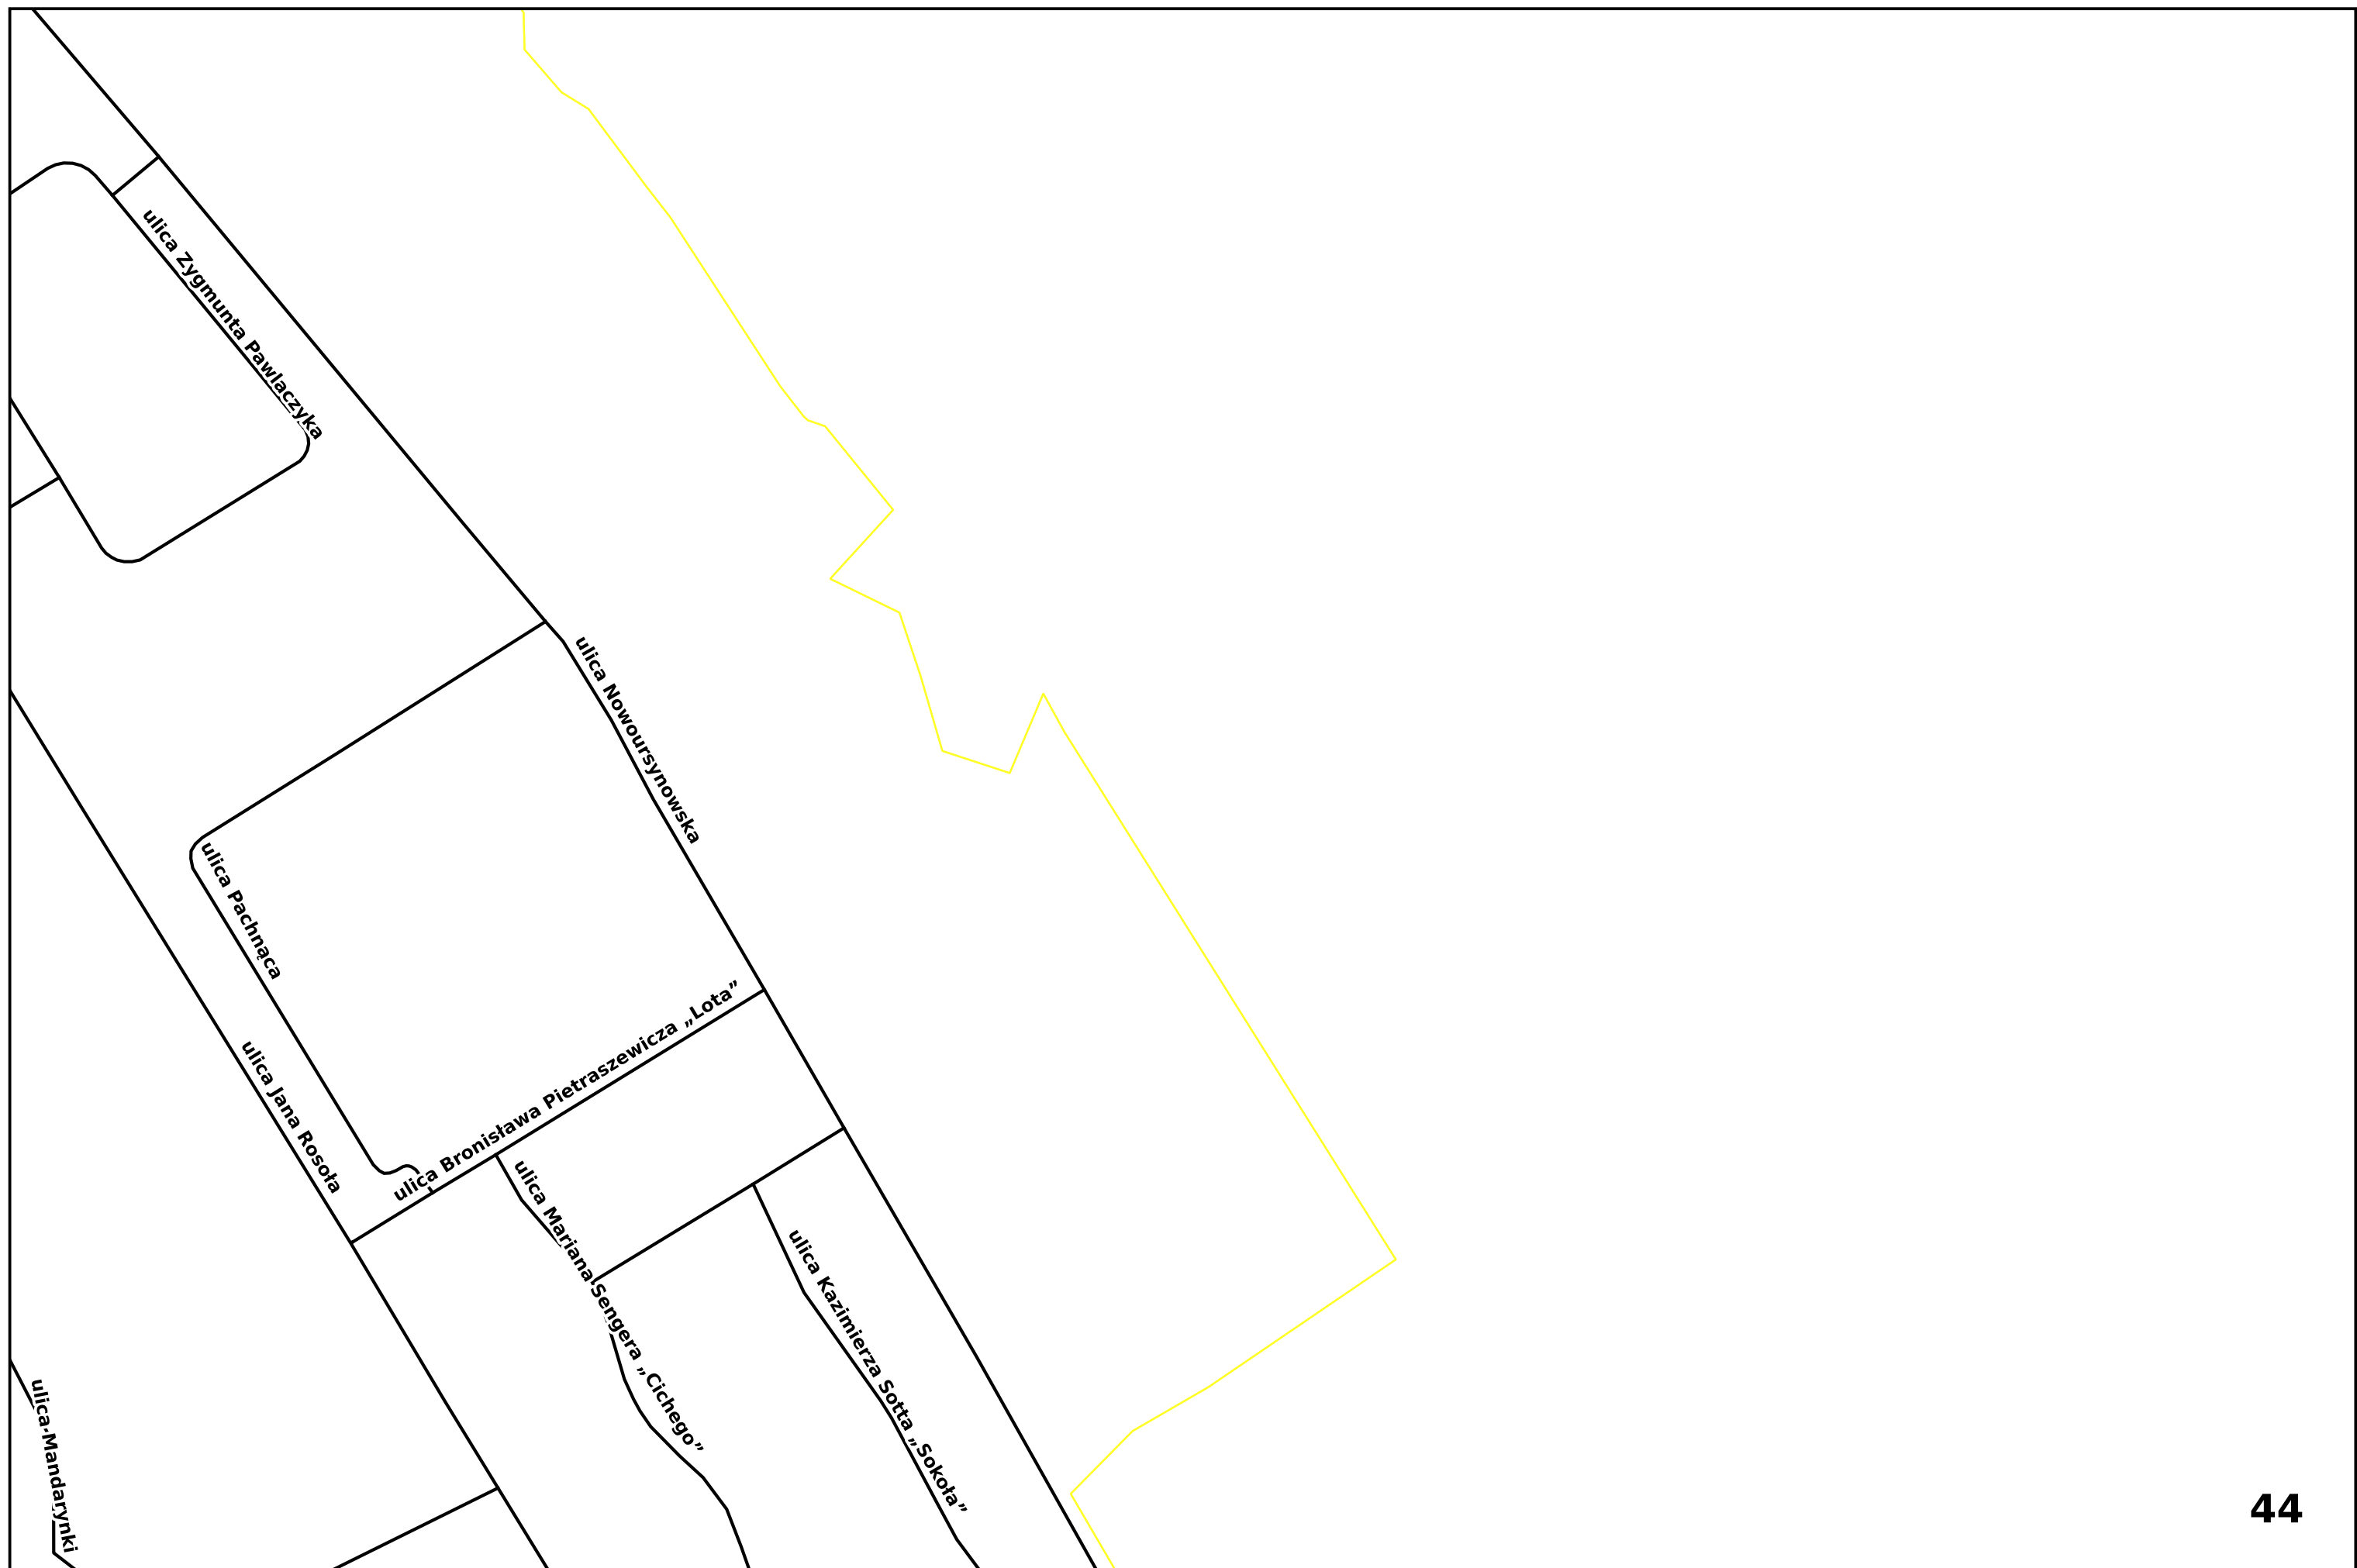 ulica Zygmunta Pawlaczyka
ulica Nowoursynowska
ulica Pachnąca
ulica Bronisława Pietraszewicza „Lota”
ulica Jana Rosoła
ulica Mariana Sengera „Cichego”
ulica Kazimierza Sotta „Sokoła”
ulica Mandarynki
44